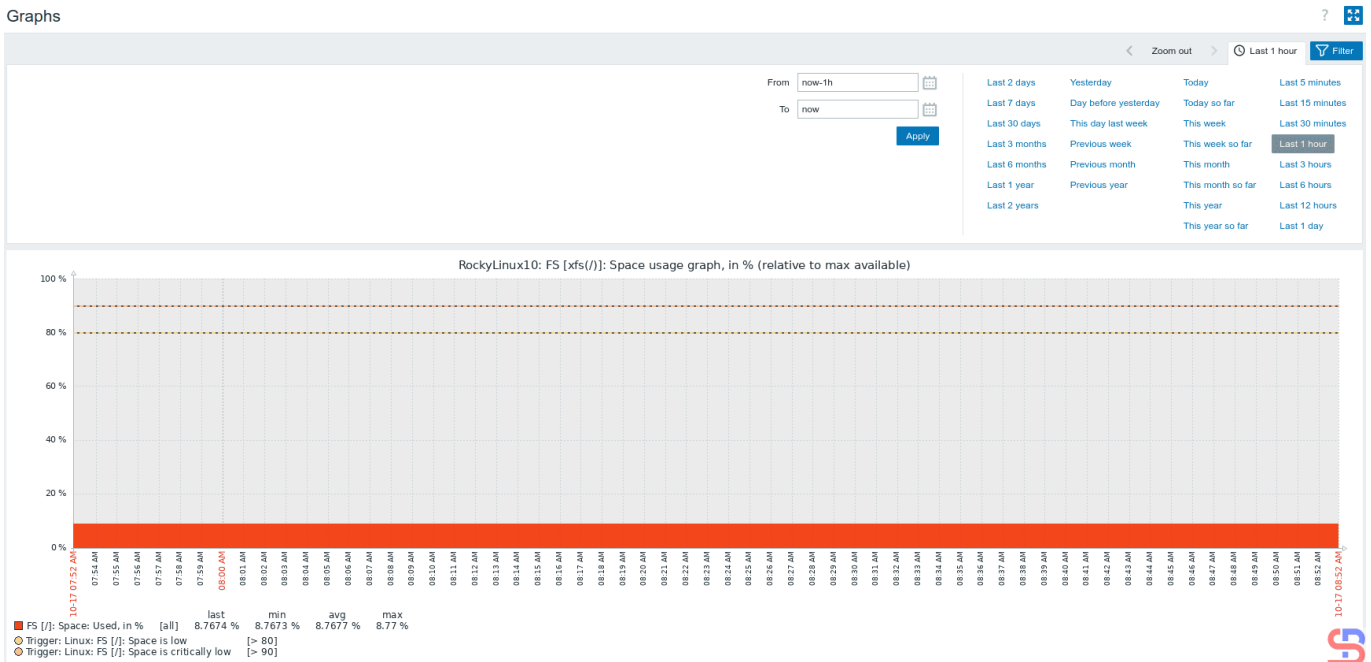 Graphs
?
Zoom out
Last 1 hour
Filter
From
now-1h
To
now
Apply
Last 2 days Yesterday Today Last 5 minutes
Last 7 days Day before yesterday Today so far Last 15 minutes
Last 30 days This day last week This week Last 30 minutes
Last 3 months Previous week This week so far Last 1 hour
Last 6 months Previous month This month Last 3 hours
Last 1 year Previous year This month so far Last 6 hours
Last 2 years This year Last 12 hours
This year so far Last 1 day
RockyLinux10: FS [xfs(/)]: Space usage graph, in % (relative to max available)
100 %
80 %
60 %
40 %
20 %
0 %
10-17 07:52 AM
07:54 AM
07:55 AM
07:56 AM
07:57 AM
07:58 AM
07:59 AM
08:00 AM
08:01 AM
08:02 AM
08:03 AM
08:04 AM
08:05 AM
08:06 AM
08:07 AM
08:08 AM
08:09 AM
08:10 AM
08:11 AM
08:12 AM
08:13 AM
08:14 AM
08:15 AM
08:16 AM
08:17 AM
08:18 AM
08:19 AM
08:20 AM
08:21 AM
08:22 AM
08:23 AM
08:24 AM
08:25 AM
08:26 AM
08:27 AM
08:28 AM
08:29 AM
08:30 AM
08:31 AM
08:32 AM
08:33 AM
08:34 AM
08:35 AM
08:36 AM
08:37 AM
08:38 AM
08:39 AM
08:40 AM
08:41 AM
08:42 AM
08:43 AM
08:44 AM
08:45 AM
08:46 AM
08:47 AM
08:48 AM
08:49 AM
08:50 AM
08:51 AM
08:52 AM
10-17 08:52 AM
last min avg max
FS [/]: Space: Used, in % [all] 8.7674 % 8.7673 % 8.7677 % 8.77 %
Trigger: Linux: FS [/]: Space is low [> 80]
Trigger: Linux: FS [/]: Space is critically low [> 90]